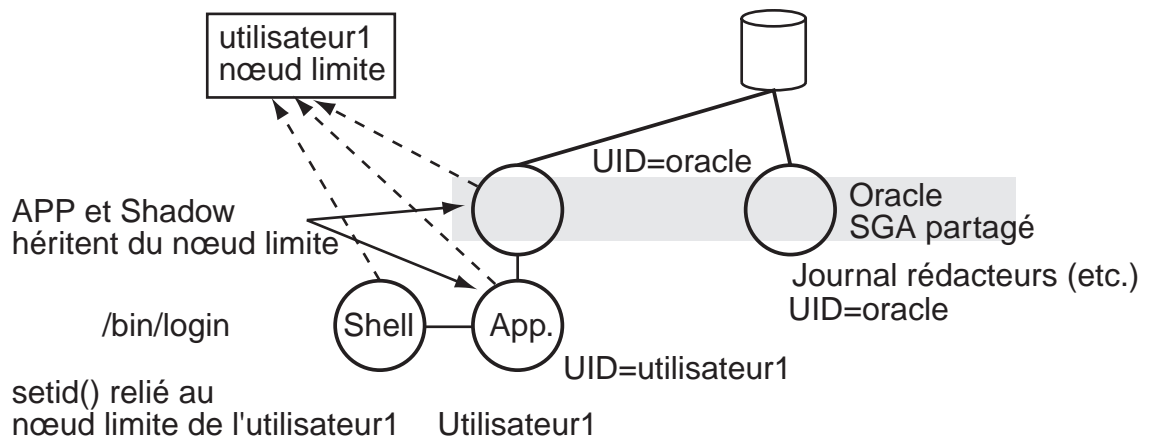 utilisateur1
nœud limite
UID=oracle
Oracle
SGA partagé
APP et Shadow
héritent du nœud limite
Journal rédacteurs (etc.)
UID=oracle
/bin/login
Shell
App.
UID=utilisateur1
setid() relié au
nœud limite de l'utilisateur1
Utilisateur1